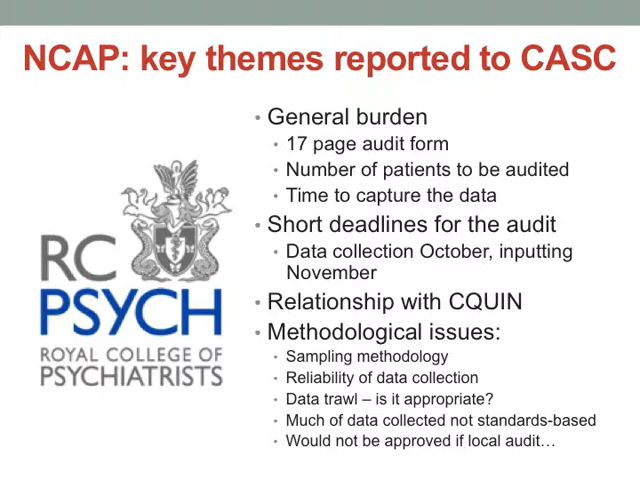 NCAP: key themes reported to CASC
RC
PSYCH
ROYAL COLLEGE OF
PSYCHIATRISTS
• General burden
• 17 page audit form
• Number of patients to be audited
• Time to capture the data
• Short deadlines for the audit
• Data collection October, inputting
November
• Relationship with CQUIN
• Methodological issues:
• Sampling methodology
• Reliability of data collection
• Data trawl – is it appropriate?
• Much of data collected not standards-based
• Would not be approved if local audit…